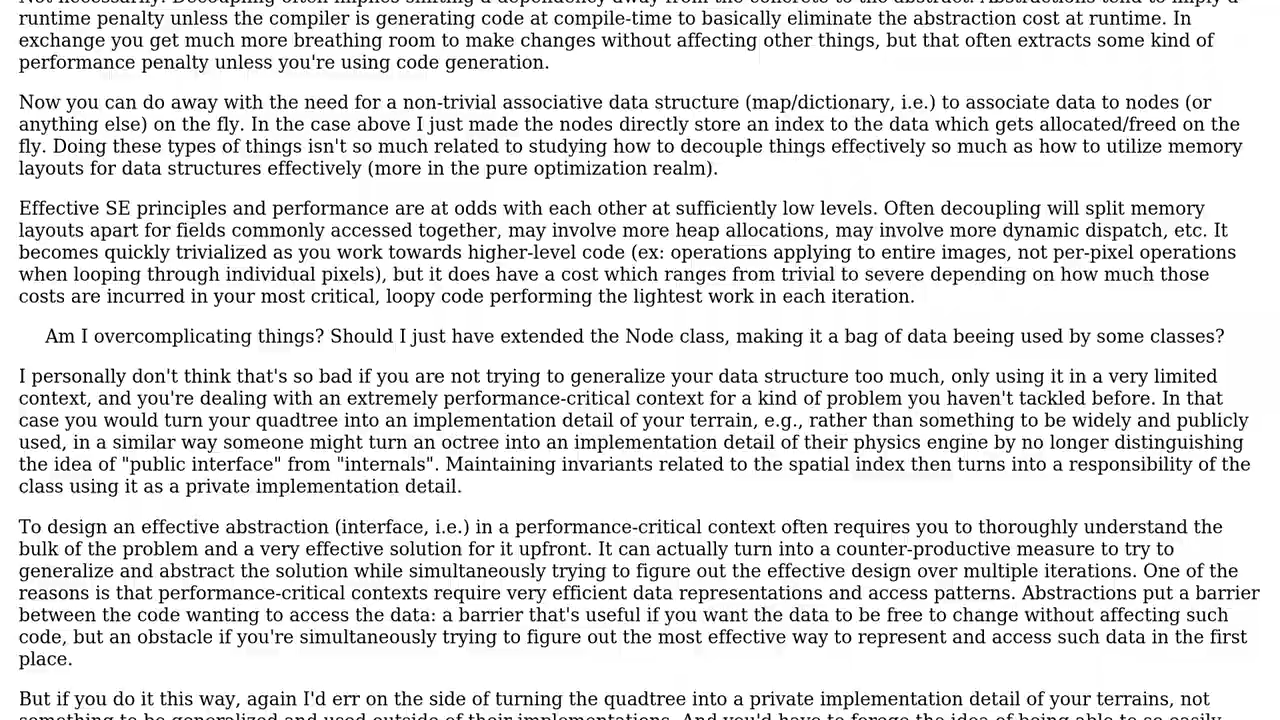 Not necessarily. Decoupling often implies shifting a dependency away from the concrete to the abstract. Abstractions tend to imply a
runtime penalty unless the compiler is generating code at compile-time to basically eliminate the abstraction cost at runtime. In
exchange you get much more breathing room to make changes without affecting other things, but that often extracts some kind of
performance penalty unless you're using code generation.
Now you can do away with the need for a non-trivial associative data structure (map/dictionary, i.e.) to associate data to nodes (or
anything else) on the fly. In the case above I just made the nodes directly store an index to the data which gets allocated/freed on the
fly. Doing these types of things isn't so much related to studying how to decouple things effectively so much as how to utilize memory
layouts for data structures effectively (more in the pure optimization realm).
Effective SE principles and performance are at odds with each other at sufficiently low levels. Often decoupling will split memory
layouts apart for fields commonly accessed together, may involve more heap allocations, may involve more dynamic dispatch, etc. It
becomes quickly trivialized as you work towards higher-level code (ex: operations applying to entire images, not per-pixel operations
when looping through individual pixels), but it does have a cost which ranges from trivial to severe depending on how much those
costs are incurred in your most critical, loopy code performing the lightest work in each iteration.
Am I overcomplicating things? Should I just have extended the Node class, making it a bag of data beeing used by some classes?
I personally don't think that's so bad if you are not trying to generalize your data structure too much, only using it in a very limited
context, and you're dealing with an extremely performance-critical context for a kind of problem you haven't tackled before. In that
case you would turn your quadtree into an implementation detail of your terrain, e.g., rather than something to be widely and publicly
used, in a similar way someone might turn an octree into an implementation detail of their physics engine by no longer distinguishing
the idea of "public interface" from "internals". Maintaining invariants related to the spatial index then turns into a responsibility of the
class using it as a private implementation detail.
To design an effective abstraction (interface, i.e.) in a performance-critical context often requires you to thoroughly understand the
bulk of the problem and a very effective solution for it upfront. It can actually turn into a counter-productive measure to try to
generalize and abstract the solution while simultaneously trying to figure out the effective design over multiple iterations. One of the
reasons is that performance-critical contexts require very efficient data representations and access patterns. Abstractions put a barrier
between the code wanting to access the data: a barrier that's useful if you want the data to be free to change without affecting such
code, but an obstacle if you're simultaneously trying to figure out the most effective way to represent and access such data in the first
place.
But if you do it this way, again I'd err on the side of turning the quadtree into a private implementation detail of your terrains, not
something to be generalized and used outside of their implementations. And you'd have to forego the idea of being able to so easily